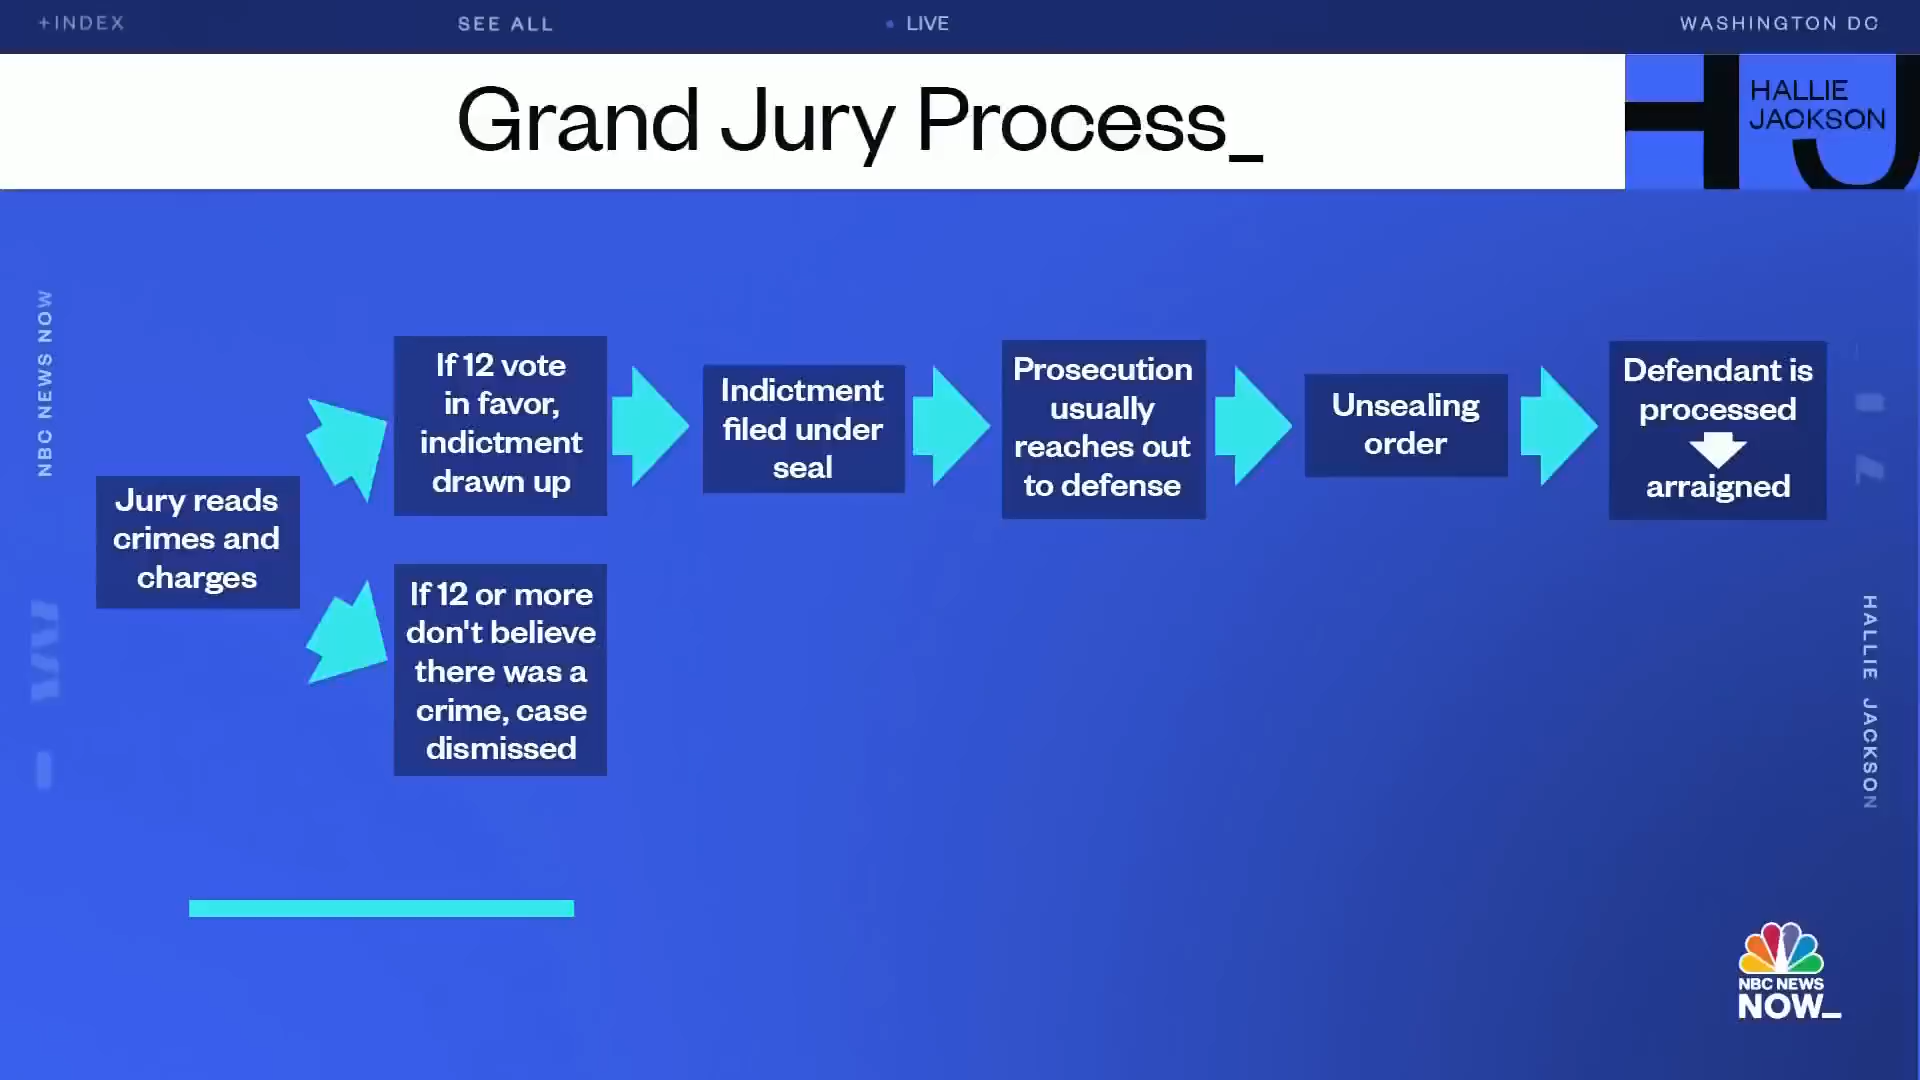 +INDEX
SEE ALL
LIVE
WASHINGTON DC
Grand Jury Process_
HALLIE
JACKSON
NBC NEWS NOW
Jury reads
crimes and
charges
If 12 vote
in favor,
indictment
drawn up
If 12 or more
don't believe
there was a
crime, case
dismissed
Indictment
filed under
seal
Prosecution
usually
reaches out
to defense
Unsealing
order
Defendant is
processed
arraigned
HALLIE JACKSON
NBC NEWS
NOW_